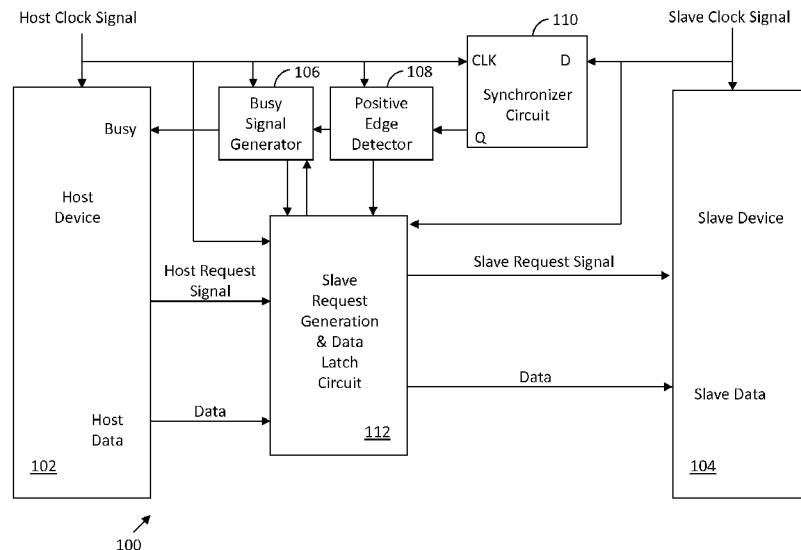 Host Clock Signal
Slave Clock Signal
110
106
108
CLK
D
Synchronizer
Circuit
Q
Busy
Busy
Signal
Generator
Positive
Edge
Detector
Host
Device
Slave Device
Host Request
Signal
Slave Request Signal
Slave
Request
Generation
& Data
Latch
Circuit
Data
Data
Host
Data
Slave Data
102
112
104
100